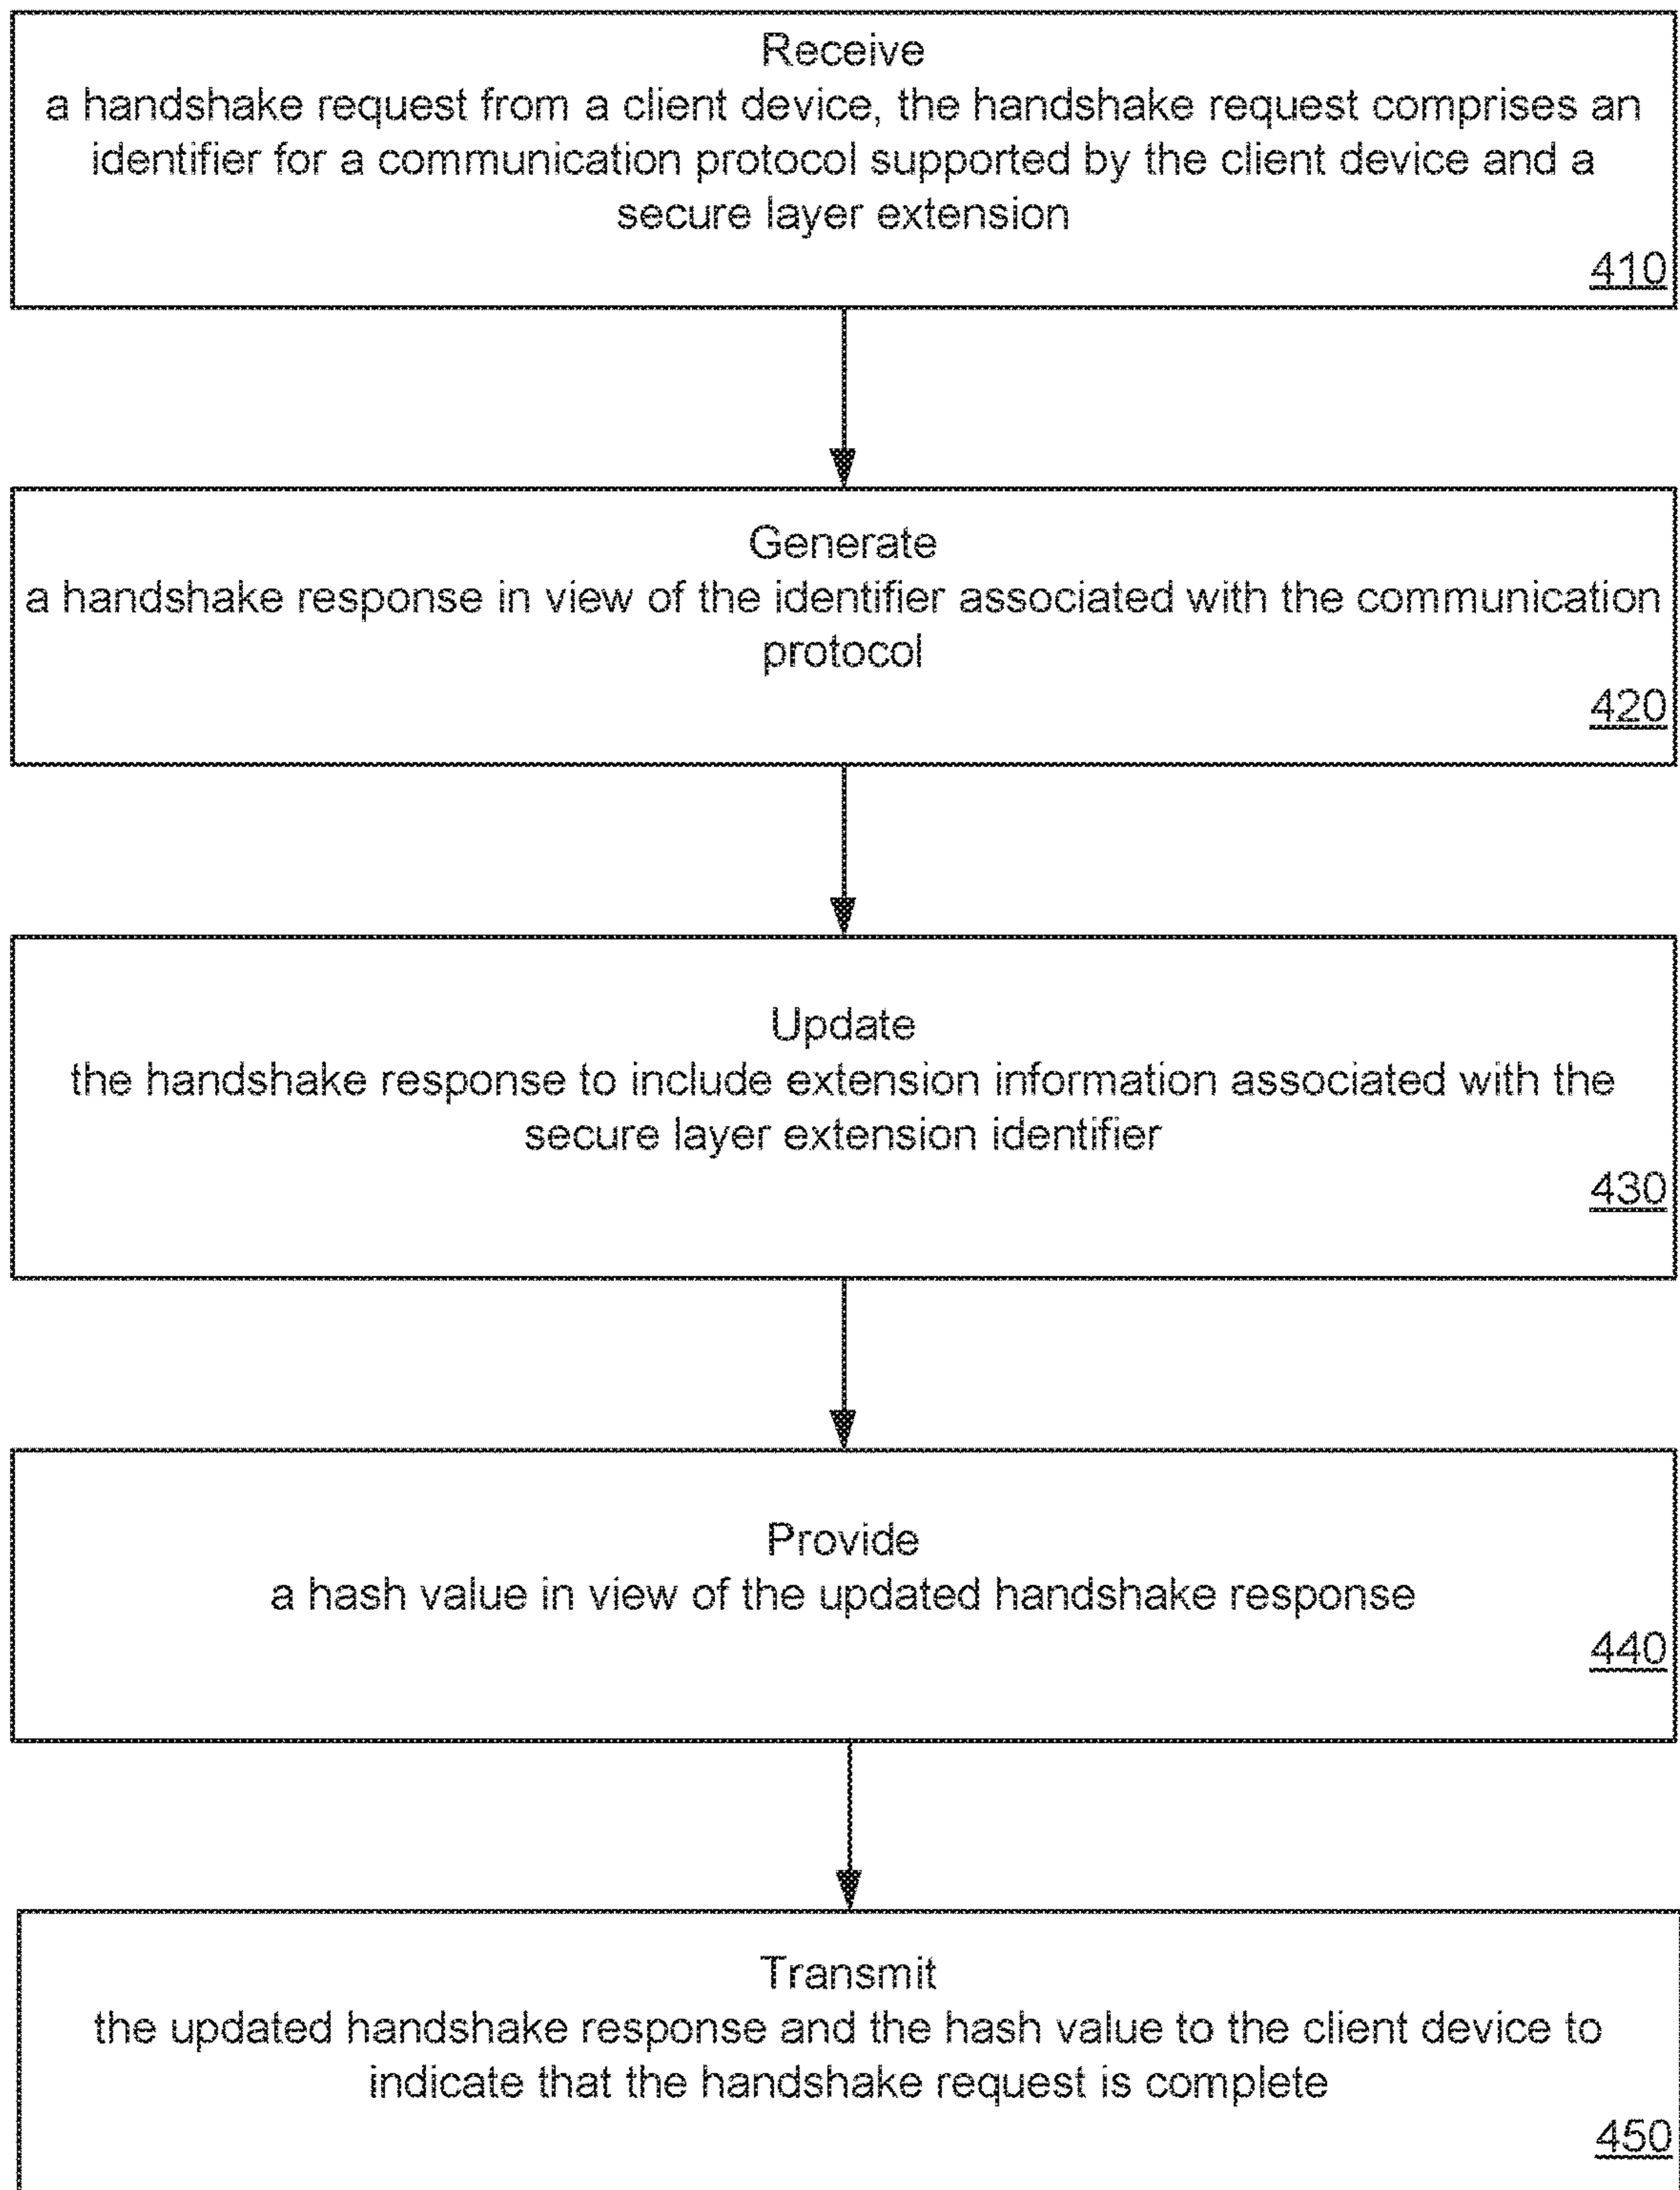 Receive
a handshake request from a client device, the handshake request comprises an
identifier for a communication protocol supported by the client device and a
secure layer extension
410
Generate
a handshake response in view of the identifier associated with the communication
protocol
420
Update
the handshake response to include extension information associated with the
secure layer extension identifier
430
Provide
a hash value in view of the updated handshake response
440
Transmit
the updated handshake response and the hash value to the client device to
indicate that the handshake request is complete
450